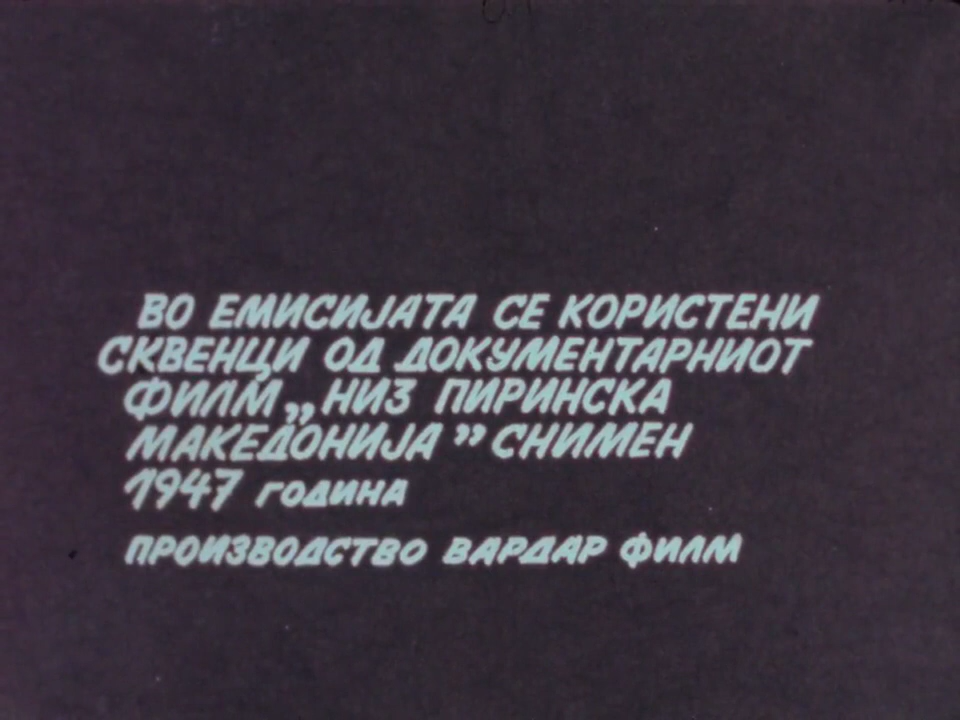 ВО ЕМИСИЈАТА СЕ КОРИСТЕНИ
СКВЕНЦИ ОД ДОКУМЕНТАРНИОТ
ФИЛМ „НИЗ ПИРИНСКА
МАКЕДОНИЈА” СНИМЕН
1947 ГОДИНА
ПРОИЗВОДСТВО ВАРДАР ФИЛМ